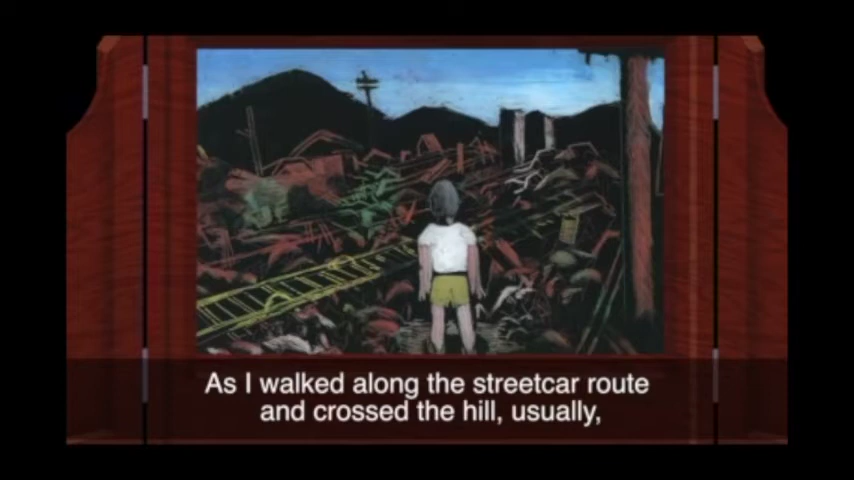 As I walked along the streetcar route
and crossed the hill, usually,